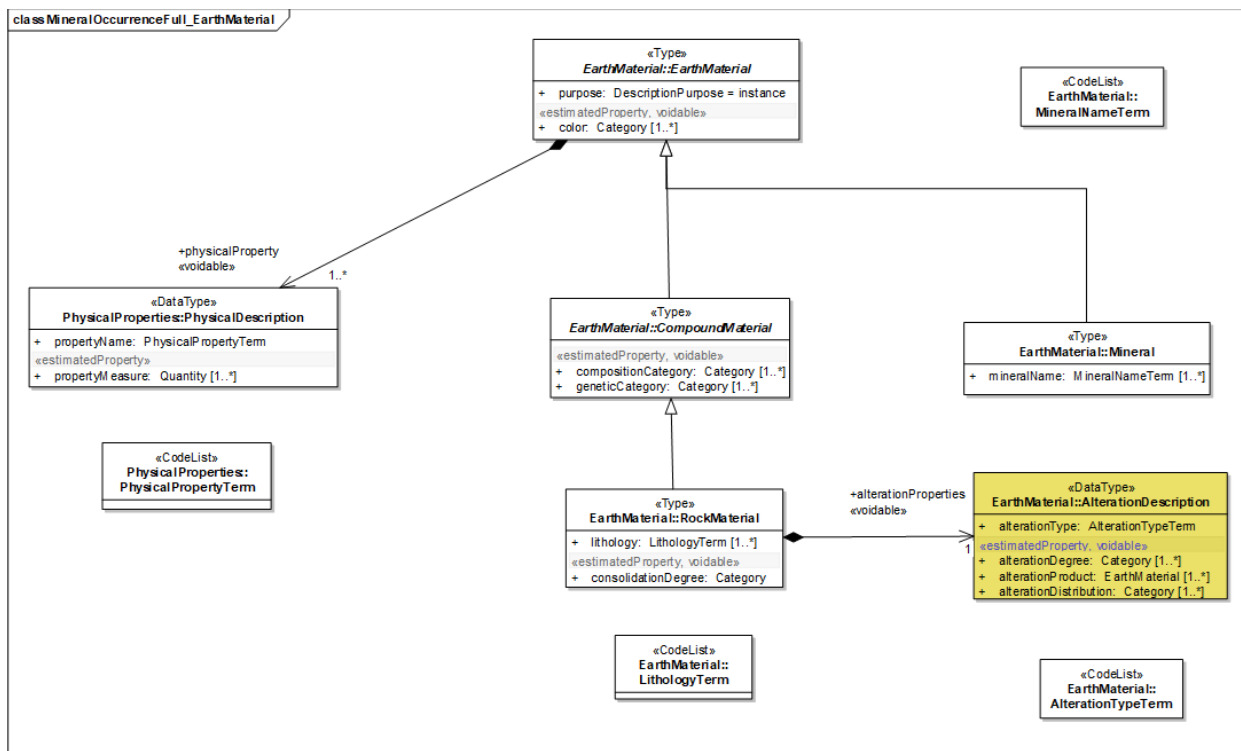 classMineralOccurrenceFull_EarthMaterial
«Type»
EarthMaterial::EarthMaterial
+ purpose: DescriptionPurpose = instance
«estimatedProperty, voidable»
+ color: Category [1..*]
«CodeList»
EarthMaterial::
MineralNameTerm
+physicalProperty
«voidable»
1..*
«DataType»
PhysicalProperties::PhysicalDescription
+ propertyName: PhysicalPropertyTerm
«estimatedProperty»
+ propertyMeasure: Quantity [1..*]
«Type»
EarthMaterial::CompoundMaterial
«estimatedProperty, voidable»
+ compositionCategory: Category [1..*]
+ geneticCategory: Category [1..*]
«Type»
EarthMaterial::Mineral
+ mineralName: MineralNameTerm [1..*]
«CodeList»
PhysicalProperties::
PhysicalPropertyTerm
«Type»
EarthMaterial::RockMaterial
+ lithology: LithologyTerm [1..*]
«estimatedProperty, voidable»
+ consolidationDegree: Category
+alterationProperties
«voidable»
1
«DataType»
EarthMaterial::AlterationDescription
+ alterationType: AlterationTypeTerm
«estimatedProperty, voidable»
+ alterationDegree: Category [1..*]
+ alterationProduct: EarthMaterial [1..*]
+ alterationDistribution: Category [1..*]
«CodeList»
EarthMaterial::
LithologyTerm
«CodeList»
EarthMaterial::
AlterationTypeTerm